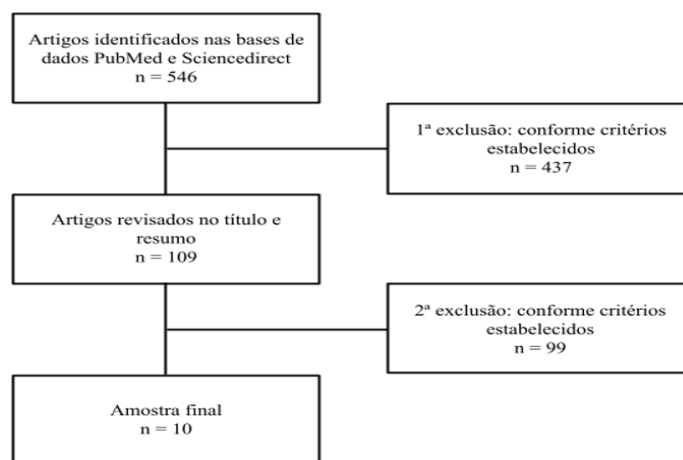 Artigos identificados nas bases de
dados PubMed e Sciencedirect
n = 546
1ª exclusão: conforme critérios
estabelecidos
n = 437
Artigos revisados no título e
resumo
n = 109
2ª exclusão: conforme critérios
estabelecidos
n = 99
Amostra final
n = 10